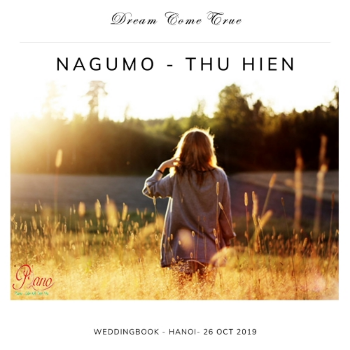 Dream Come True
NAGUMO - THU HIEN
WEDDINGBOOK - HANOI- 26 OCT 2019